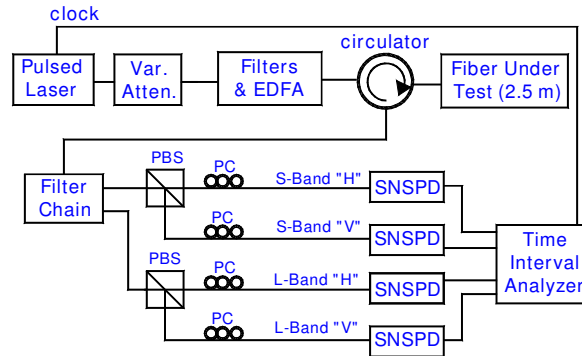 clock
circulator
Pulsed
Laser
Var.
Atten.
Filters
& EDFA
Fiber Under
Test (2.5 m)
Filter
Chain
PBS
PC
S-Band "H"
SNSPD
PC
S-Band "V"
SNSPD
PBS
PC
L-Band "H"
SNSPD
PC
L-Band "V"
SNSPD
Time
Interval
Analyzer